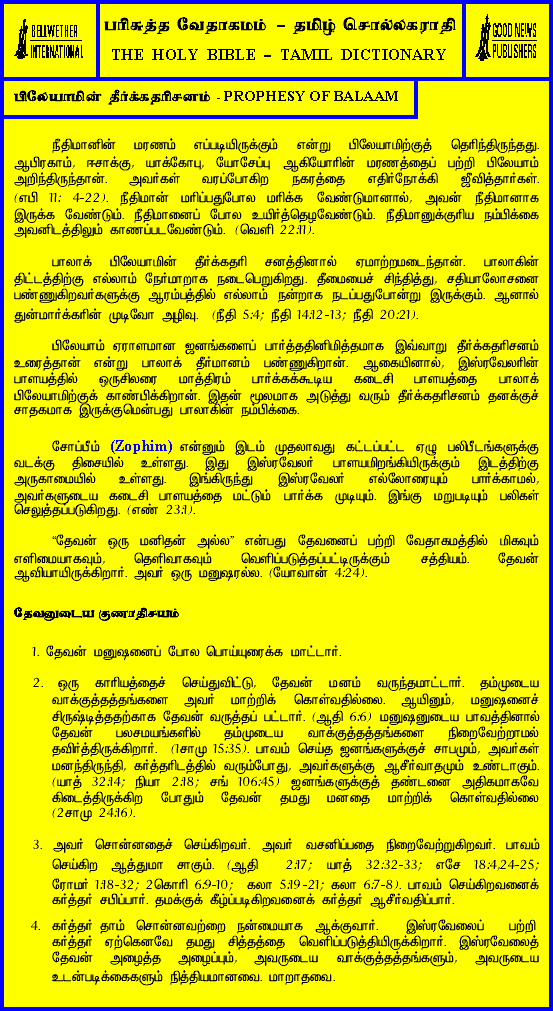 BELLWETHER
INTERNATIONAL
பரிசுத்த வேதாகமம் – தமிழ் சொல்லகராதி
THE HOLY BIBLE – TAMIL DICTIONARY
GOOD NEWS
PUBLISHERS
பிலேயாமின் தீர்க்கதரிசனம் - PROPHESY OF BALAAM
நீதிமானின் மரணம் எப்படியிருக்கும் என்று பிலேயாமிற்குத் தெரிந்திருந்தது.
ஆபிரகாம், ஈசாக்கு, யாக்கோபு, யோசேப்பு ஆகியோரின் மரணத்தைப் பற்றி பிலேயாம்
அறிந்திருந்தான். அவர்கள் வரப்போகிற நகரத்தை எதிர்நோக்கி ஜீவித்தார்கள்.
(எபி 11: 4-22). நீதிமான் மரிப்பதுபோல மரிக்க வேண்டுமானால், அவன் நீதிமானாக
இருக்க வேண்டும். நீதிமானைப் போல உயிர்த்தெழவேண்டும். நீதிமானுக்குரிய நம்பிக்கை
அவனிடத்திலும் காணப்படவேண்டும். (வெளி 22:11).
பாலாக் பிலேயாமின் தீர்க்கதரி சனத்தினால் ஏமாற்றமடைந்தான். பாலாகின்
திட்டத்திற்கு எல்லாம் நேர்மாறாக நடைபெறுகிறது. தீமையைச் சிந்தித்து, சதியாலோசனை
பண்ணுகிறவர்களுக்கு ஆரம்பத்தில் எல்லாம் நன்றாக நடப்பதுபோன்று இருக்கும். ஆனால்
துன்மார்க்கரின் முடிவோ அழிவு. (நீதி 5:4; நீதி 14:12-13; நீதி 20:21).
பிலேயாம் ஏராளமான ஜனங்களைப் பார்த்ததினிமித்தமாக இவ்வாறு தீர்க்கதரிசனம்
உரைத்தான் என்று பாலாக் தீர்மானம் பண்ணுகிறான். ஆகையினால், இஸ்ரவேலரின்
பாளயத்தில் ஒருசிலரை மாத்திரம் பார்க்கக்கூடிய கடைசி பாளயத்தை பாலாக்
பிலேயாமிற்குக் காண்பிக்கிறான். இதன் மூலமாக அடுத்து வரும் தீர்க்கதரிசனம் தனக்குச்
சாதகமாக இருக்குமென்பது பாலாகின் நம்பிக்கை.
சோப்பீம் (Zophim) என்னும் இடம் முதலாவது கட்டப்பட்ட ஏழு பலிபீடங்களுக்கு
வடக்கு திசையில் உள்ளது. இது இஸ்ரவேலர் பாளயமிறங்கியிருக்கும் இடத்திற்கு
அருகாமையில் உள்ளது. இங்கிருந்து இஸ்ரவேலர் எல்லோரையும் பார்க்காமல்,
அவர்களுடைய கடைசி பாளயத்தை மட்டும் பார்க்க முடியும். இங்கு மறுபடியும் பலிகள்
செலுத்தப்படுகிறது. (எண் 23:1).
“தேவன் ஒரு மனிதன் அல்ல” என்பது தேவனைப் பற்றி வேதாகமத்தில் மிகவும்
எளிமையாகவும், தெளிவாகவும் வெளிப்படுத்தப்பட்டிருக்கும் சத்தியம். தேவன்
ஆவியாயிருக்கிறார். அவர் ஒரு மனுஷரல்ல. (யோவான் 4:24).
தேவனுடைய குணாதிசயம்
1. தேவன் மனுஷனைப் போல பொய்யுரைக்க மாட்டார்.
2. ஒரு காரியத்தைச் செய்துவிட்டு, தேவன் மனம் வருந்தமாட்டார். தம்முடைய
வாக்குத்தத்தங்களை அவர் மாற்றிக் கொள்வதில்லை. ஆயினும், மனுஷனைச்
சிருஷ்டித்ததற்காக தேவன் வருத்தப் பட்டார். (ஆதி 6:6) மனுஷனுடைய பாவத்தினால்
தேவன் பலசமயங்களில் தம்முடைய வாக்குத்தத்தங்களை நிறைவேற்றாமல்
தவிர்த்திருக்கிறார். (1சாமு 15:35). பாவம் செய்த ஜனங்களுக்குச் சாபமும், அவர்கள்
மனந்திருந்தி, கர்த்தரிடத்தில் வரும்போது, அவர்களுக்கு ஆசீர்வாதமும் உண்டாகும்.
(யாத் 32:14; நியா 2:18; சங் 106:45) ஜனங்களுக்குத் தண்டனை அதிகமாகவே
கிடைத்திருக்கிற போதும் தேவன் தமது மனதை மாற்றிக் கொள்வதில்லை
(2சாமு 24:16).
3. அவர் சொன்னதைச் செய்கிறவர். அவர் வசனிப்பதை நிறைவேற்றுகிறவர். பாவம்
செய்கிற ஆத்துமா சாகும். (ஆதி 2:17; யாத் 32:32-33; எசே 18:4,24-25;
ரோமர் 1:18-32; 2கொரி 6:9-10; கலா 5:19-21; கலா 6:7-8). பாவம் செய்கிறவனைக்
கர்த்தர் சபிப்பார். தமக்குக் கீழ்ப்படிகிறவனைக் கர்த்தர் ஆசீர்வதிப்பார்.
4. கர்த்தர் தாம் சொன்னவற்றை நன்மையாக ஆக்குவார். இஸ்ரவேலைப் பற்றி
கர்த்தர் ஏற்கெனவே தமது சித்தத்தை வெளிப்படுத்தியிருக்கிறார். இஸ்ரவேலைத்
தேவன் அழைத்த அழைப்பும், அவருடைய வாக்குத்தத்தங்களும், அவருடைய
உடன்படிக்கைகளும் நித்தியமானவை. மாறாதவை.